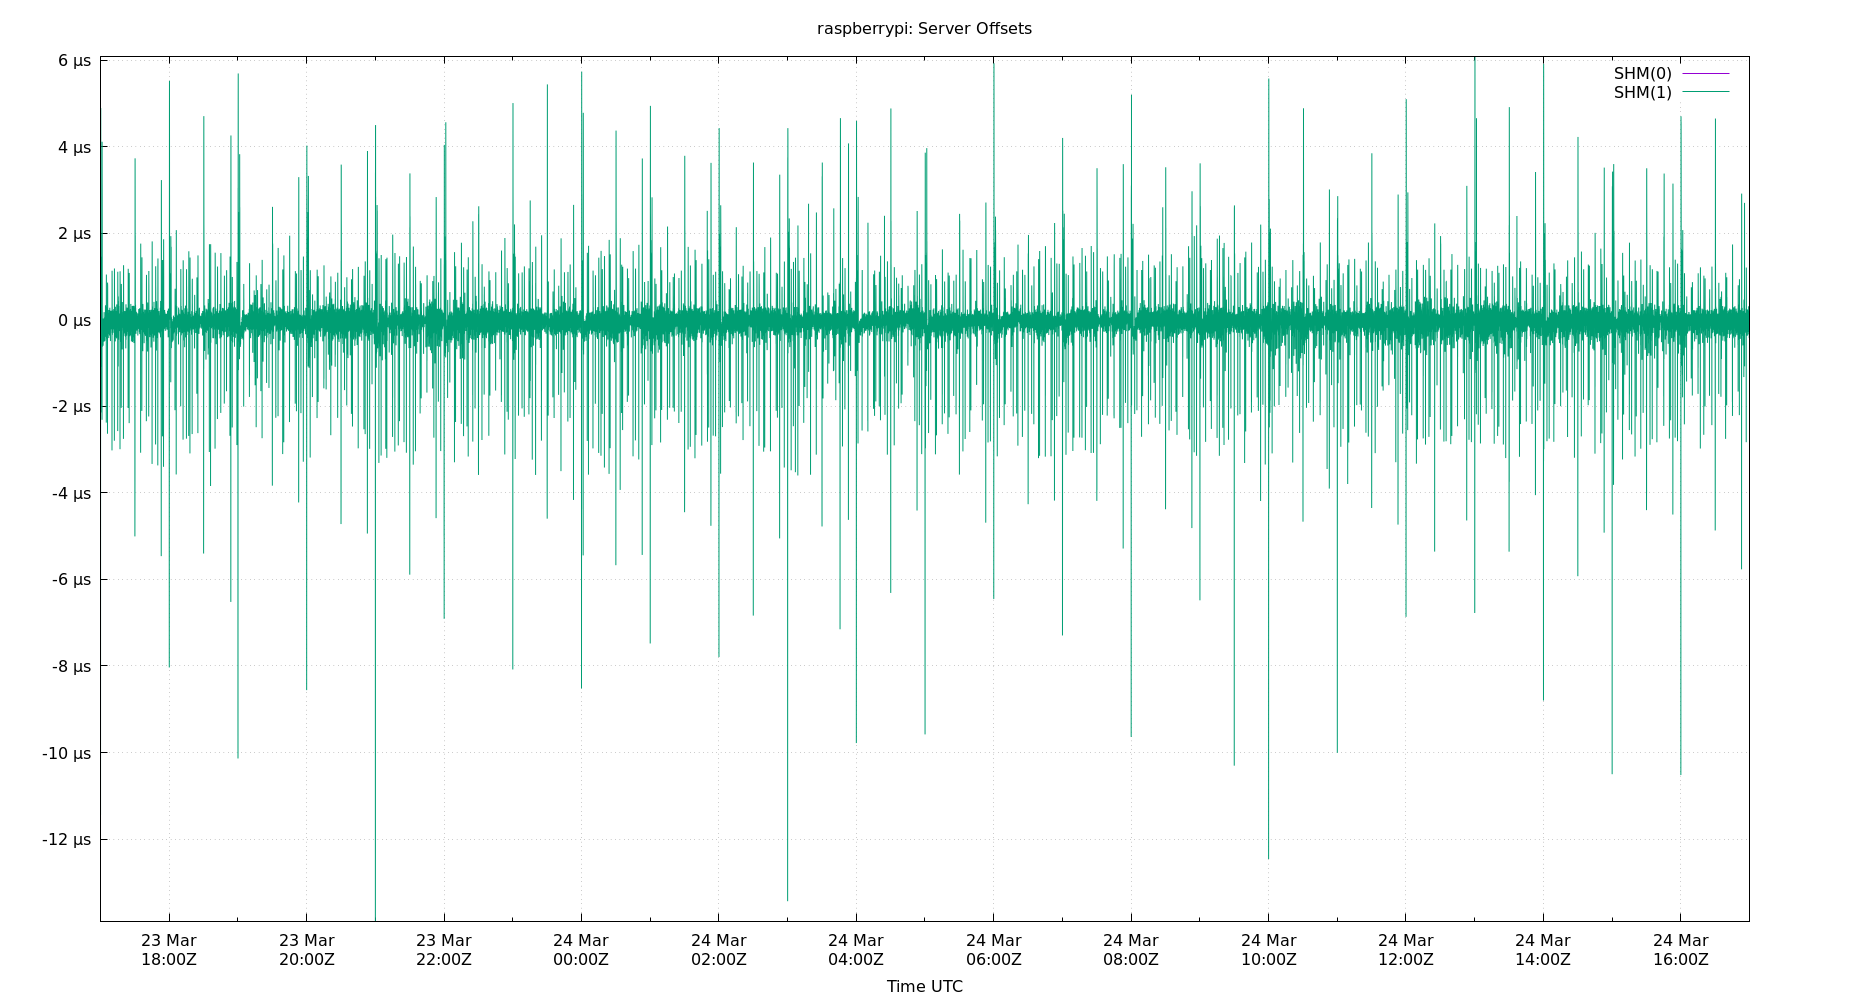 raspberrypi: Server Offsets
SHM(0)
SHM(1)
6 µs
4 µs
2 µs
0 µs
-2 µs
-4 µs
-6 µs
-8 µs
-10 µs
-12 µs
23 Mar 23 Mar 23 Mar 24 Mar 24 Mar 24 Mar 24 Mar 24 Mar 24 Mar 24 Mar 24 Mar 24 Mar
18:00Z 20:00Z 22:00Z 00:00Z 02:00Z 04:00Z 06:00Z 08:00Z 10:00Z 12:00Z 14:00Z 16:00Z
Time UTC